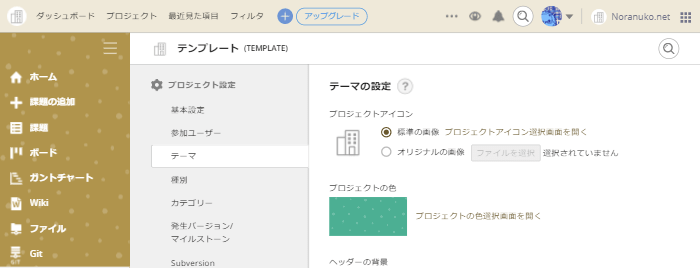 ダッシュボード プロジェクト 最近見た項目 フィルタ アップグレード Noranuko.net
テンプレート (TEMPLATE)
ホーム
課題の追加
課題
ボード
ガントチャート
Wiki
ファイル
Git
プロジェクト設定
基本設定
参加ユーザー
テーマ
種別
カテゴリー
発生バージョン/
マイルストーン
Subversion
テーマの設定 ?
プロジェクトアイコン
標準の画像 プロジェクトアイコン選択画面を開く
オリジナルの画像 ファイルを選択 選択されていません
プロジェクトの色
プロジェクトの色選択画面を開く
ヘッダーの背景